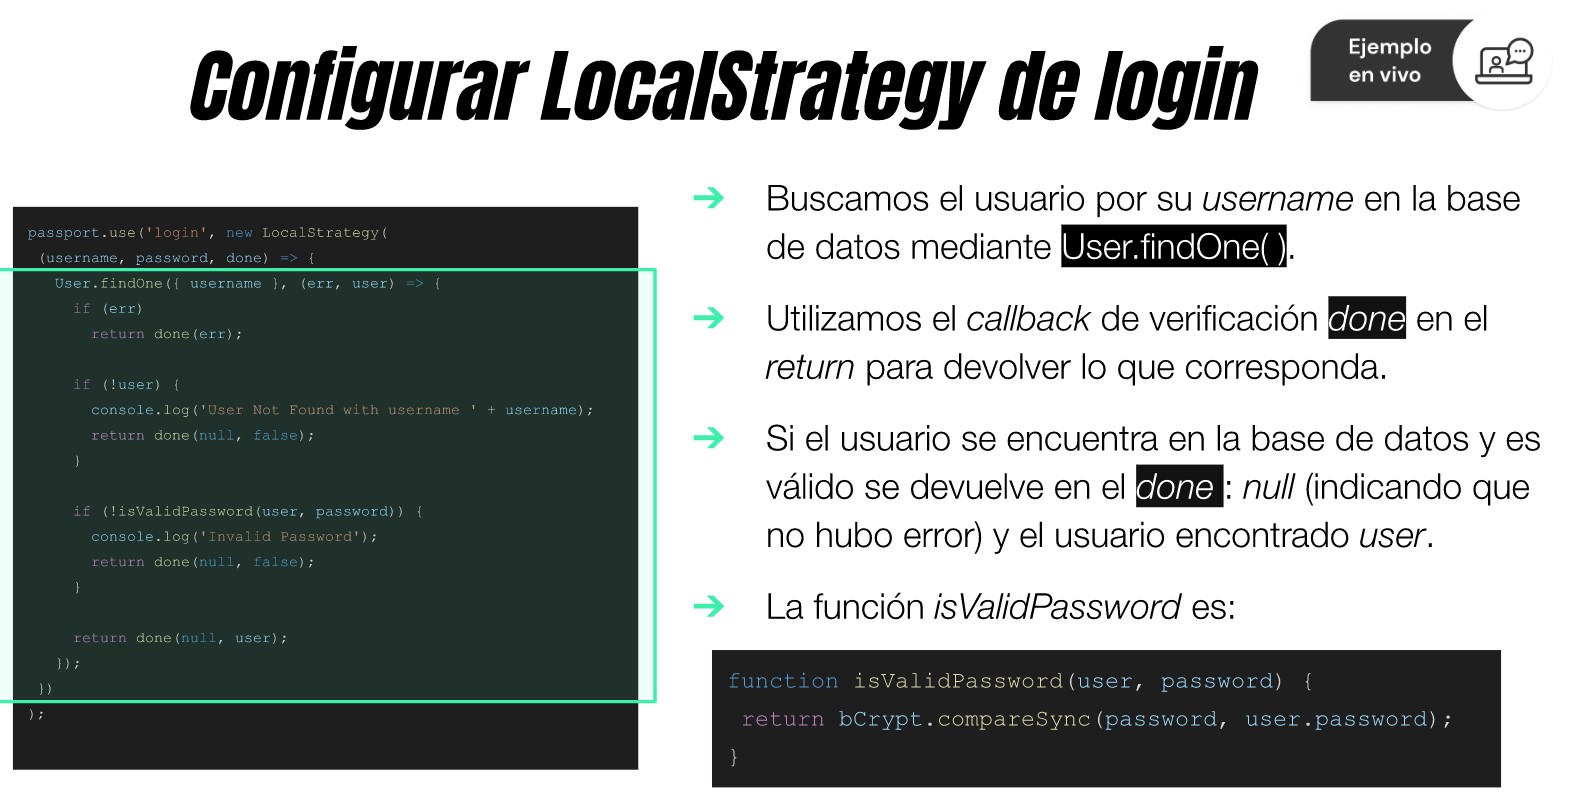 Configurar LocalStrategy de login
Ejemplo
en vivo
passport.use('login', new LocalStrategy(
 (username, password, done) => {
   User.findOne({ username }, (err, user) => {
     if (err)
       return done(err);
     if (!user) {
       console.log('User Not Found with username ' + username);
       return done(null, false);
     }
     if (!isValidPassword(user, password)) {
       console.log('Invalid Password');
       return done(null, false);
     }
     return done(null, user);
   });
 })
);
➔ Buscamos el usuario por su username en la base
de datos mediante User.findOne( ).
➔ Utilizamos el callback de verificación done en el
return para devolver lo que corresponda.
➔ Si el usuario se encuentra en la base de datos y es
válido se devuelve en el done : null (indicando que
no hubo error) y el usuario encontrado user.
➔ La función isValidPassword es:
function isValidPassword(user, password) {
 return bCrypt.compareSync(password, user.password);
}